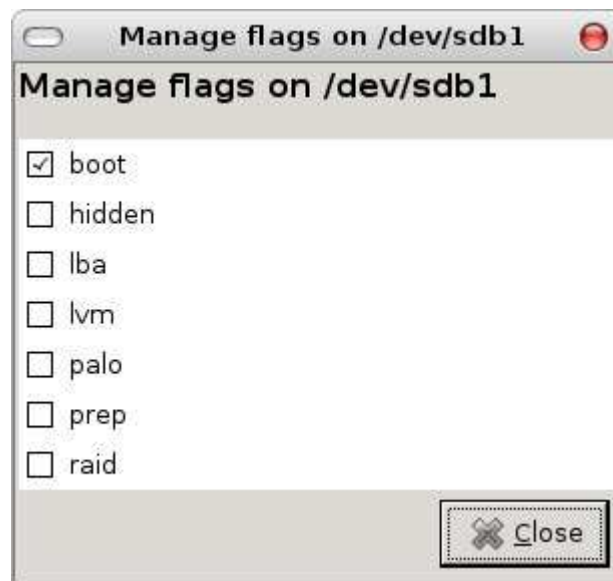 Manage flags on /dev/sdb1
Manage flags on /dev/sdb1
boot
hidden
lba
lvm
palo
prep
raid
Close